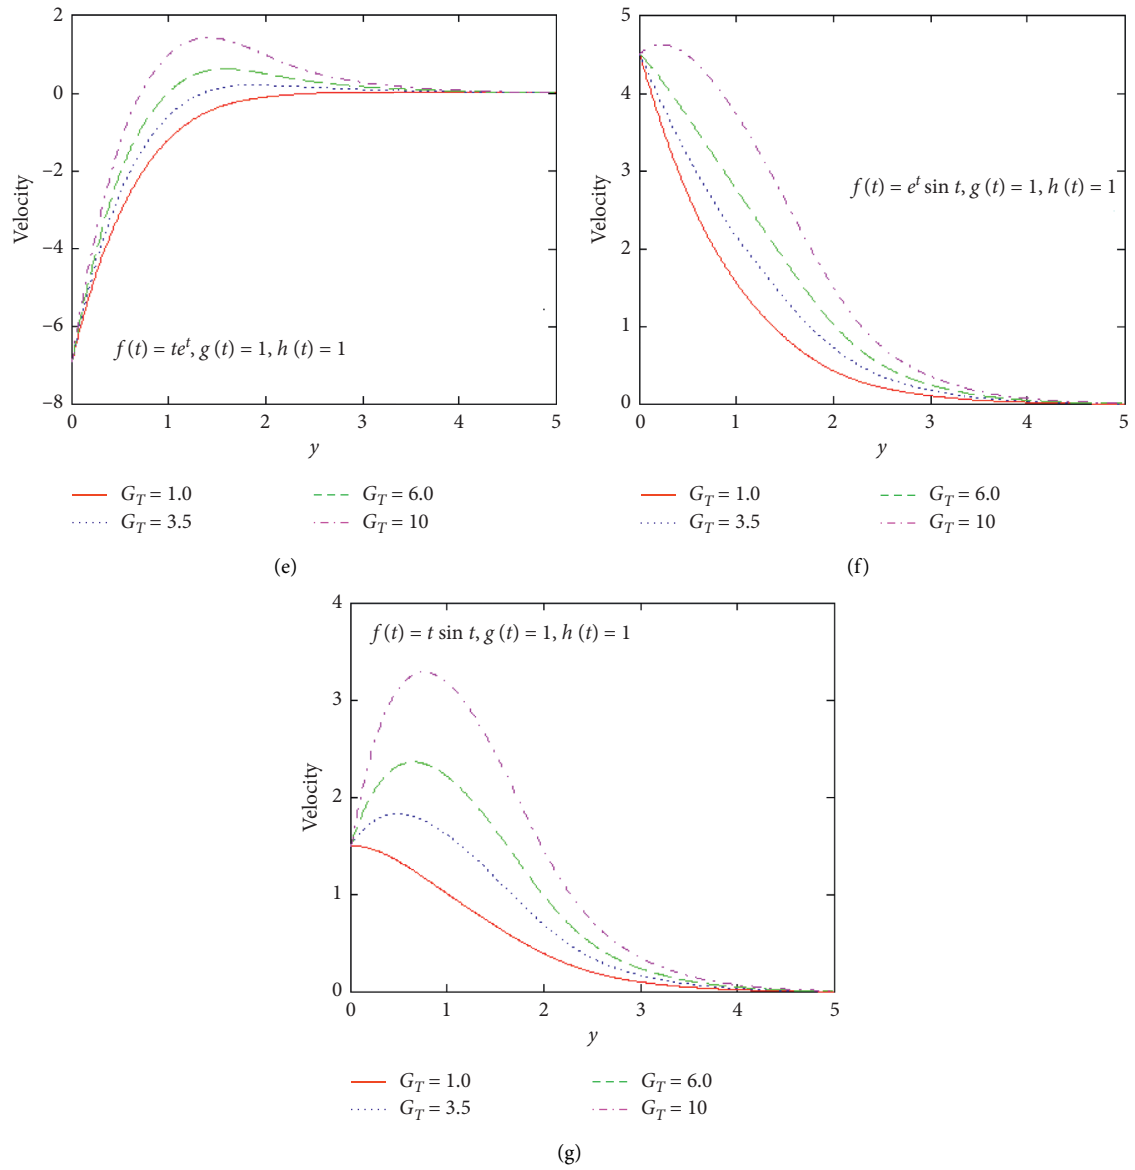 2
0
−2
−4
−6
−8
Velocity
f(t) = te^t, g(t) = 1, h(t) = 1
0 1 2 3 4 5
y
G_T = 1.0
G_T = 3.5
G_T = 6.0
G_T = 10
(e)
5
4
3
2
1
0
Velocity
f(t) = e^t sin t, g(t) = 1, h(t) = 1
0 1 2 3 4 5
y
G_T = 1.0
G_T = 3.5
G_T = 6.0
G_T = 10
(f)
4
3
2
1
0
Velocity
f(t) = t sin t, g(t) = 1, h(t) = 1
0 1 2 3 4 5
y
G_T = 1.0
G_T = 3.5
G_T = 6.0
G_T = 10
(g)